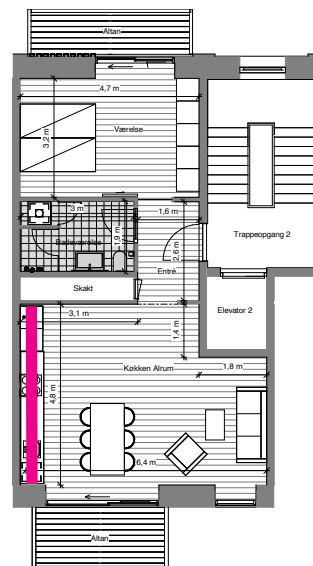 Altan
4,7 m
3,2 m
Værelse
3 m
1,6 m
1,9 m
Badeværelse
2,6 m
Trappeopgang 2
Entré
Skakt
Elevator 2
3,1 m
1,4 m
Køkken Alrum
1,8 m
4,8 m
6,4 m
Altan